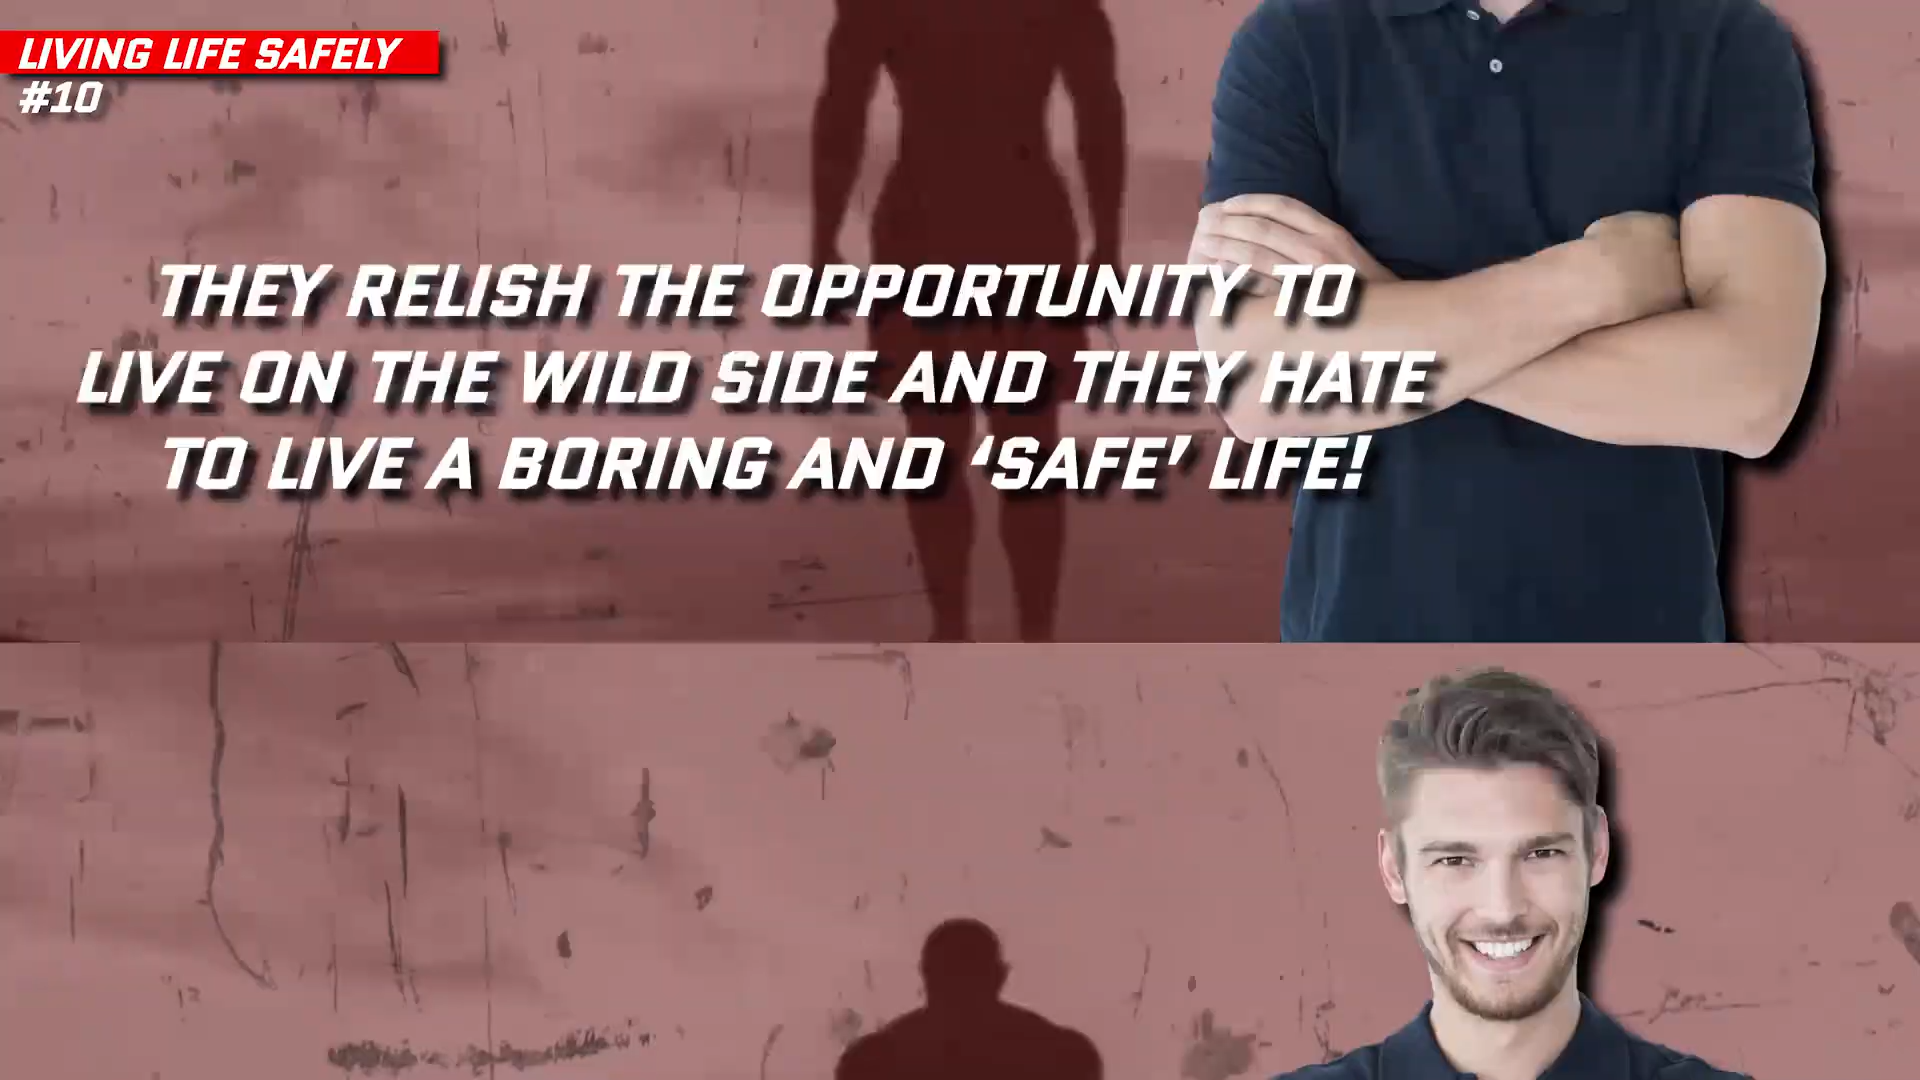 LIVING LIFE SAFELY
#10
THEY RELISH THE OPPORTUNITY TO
LIVE ON THE WILD SIDE AND THEY HATE
TO LIVE A BORING AND ‘SAFE’ LIFE!